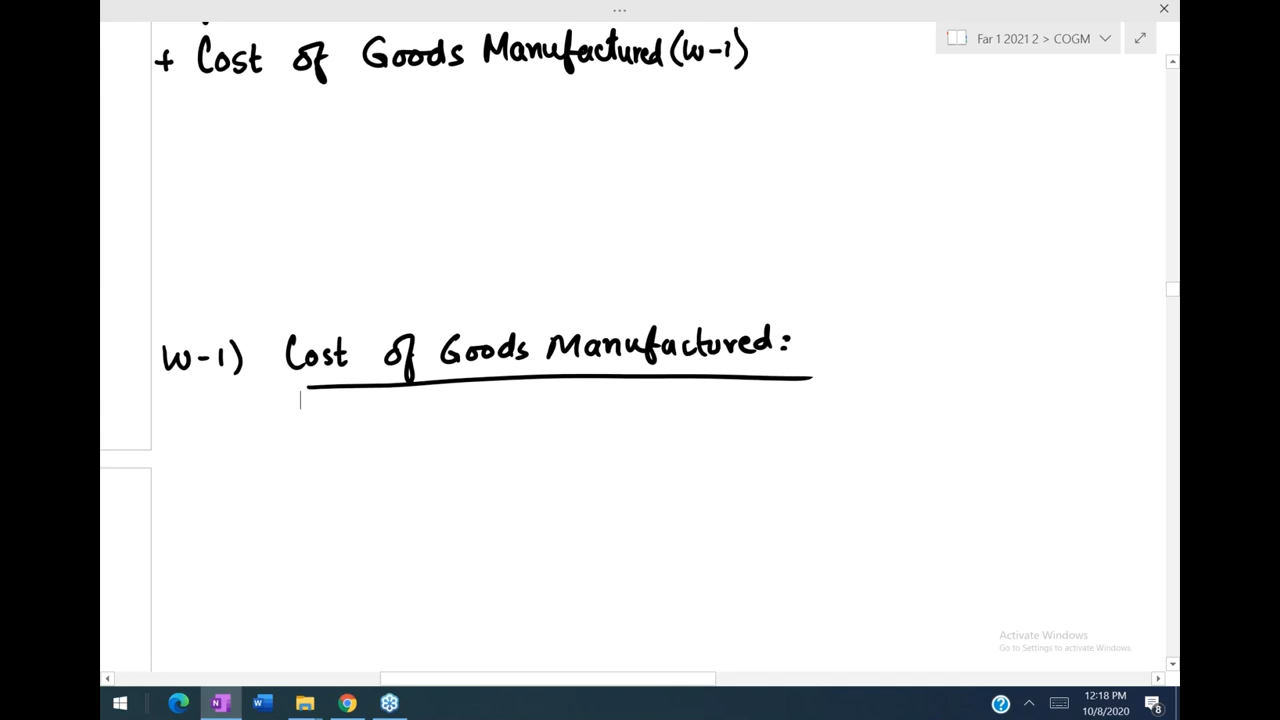 Far 1 2021 2 > COGM
+ Cost of Goods Manufactured (W-1)
W-1) Cost of Goods Manufactured:
Activate Windows
Go to Settings to activate Windows.
12:18 PM
10/8/2020
8